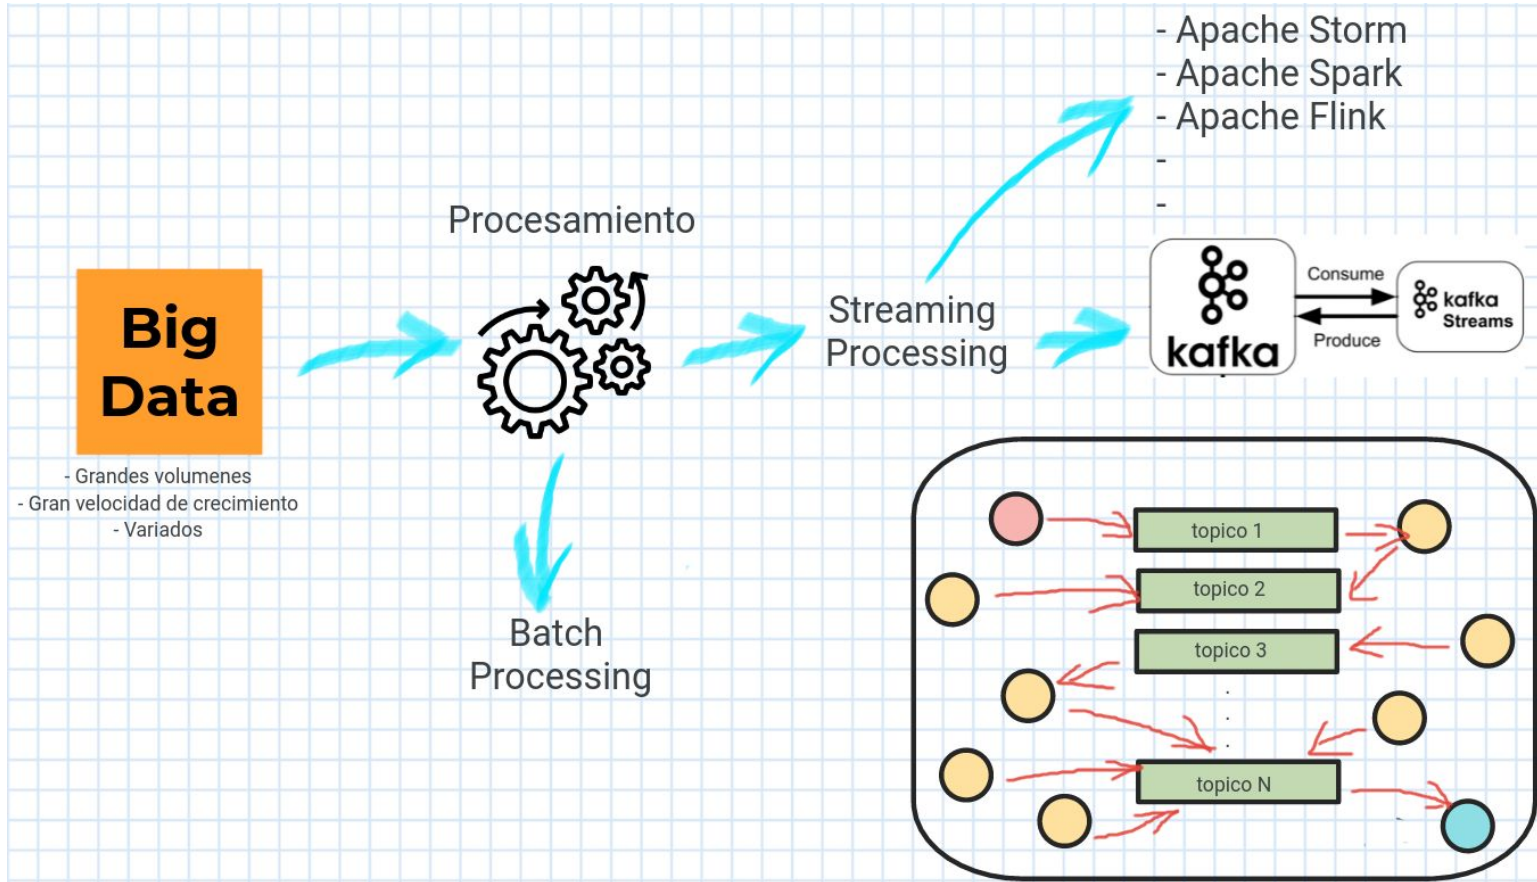 - Apache Storm
- Apache Spark
- Apache Flink
-
-
Procesamiento
Big
Data
- Grandes volumenes
- Gran velocidad de crecimiento
- Variados
Streaming
Processing
kafka
Consume
Produce
kafka
Streams
Batch
Processing
topico 1
topico 2
topico 3
.
.
.
topico N